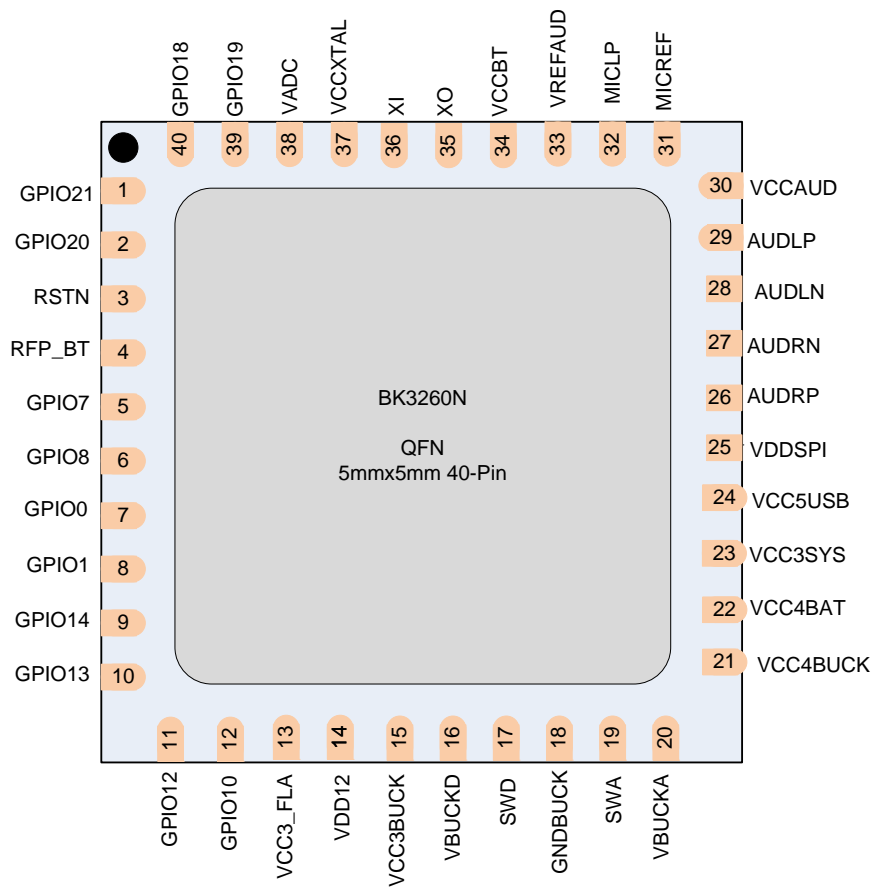 GPIO18
GPIO19
VADC
VCCXTAL
XI
XO
VCCBT
VREFAUD
MICLP
MICREF
40
39
38
37
36
35
34
33
32
31
GPIO21 1
GPIO20 2
RSTN 3
RFP_BT 4
GPIO7 5
GPIO8 6
GPIO0 7
GPIO1 8
GPIO14 9
GPIO13 10
BK3260N
QFN
5mmx5mm 40-Pin
30 VCCAUD
29 AUDLP
28 AUDLN
27 AUDRN
26 AUDRP
25 VDDSPI
24 VCC5USB
23 VCC3SYS
22 VCC4BAT
21 VCC4BUCK
11
12
13
14
15
16
17
18
19
20
GPIO12
GPIO10
VCC3_FLA
VDD12
VCC3BUCK
VBUCKD
SWD
GNDBUCK
SWA
VBUCKA